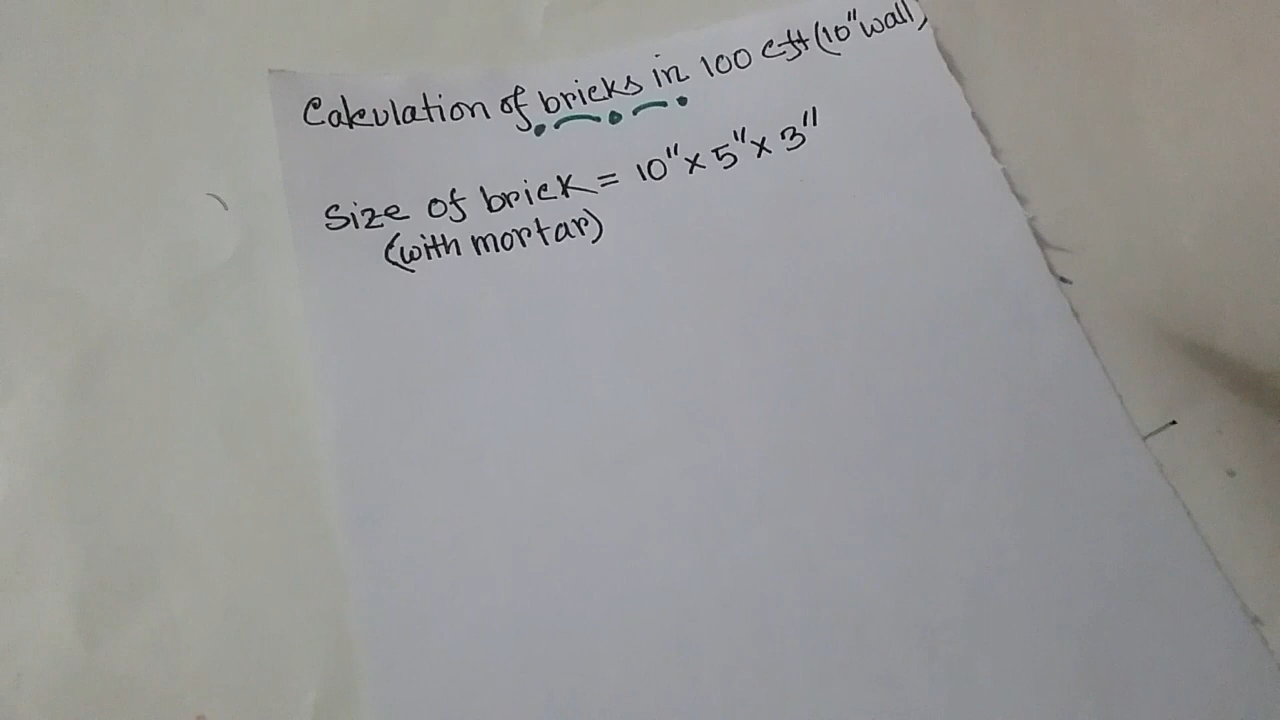 Calculation of bricks in 100 cft (10" wall)
Size of brick = 10" x 5" x 3"
(with mortar)